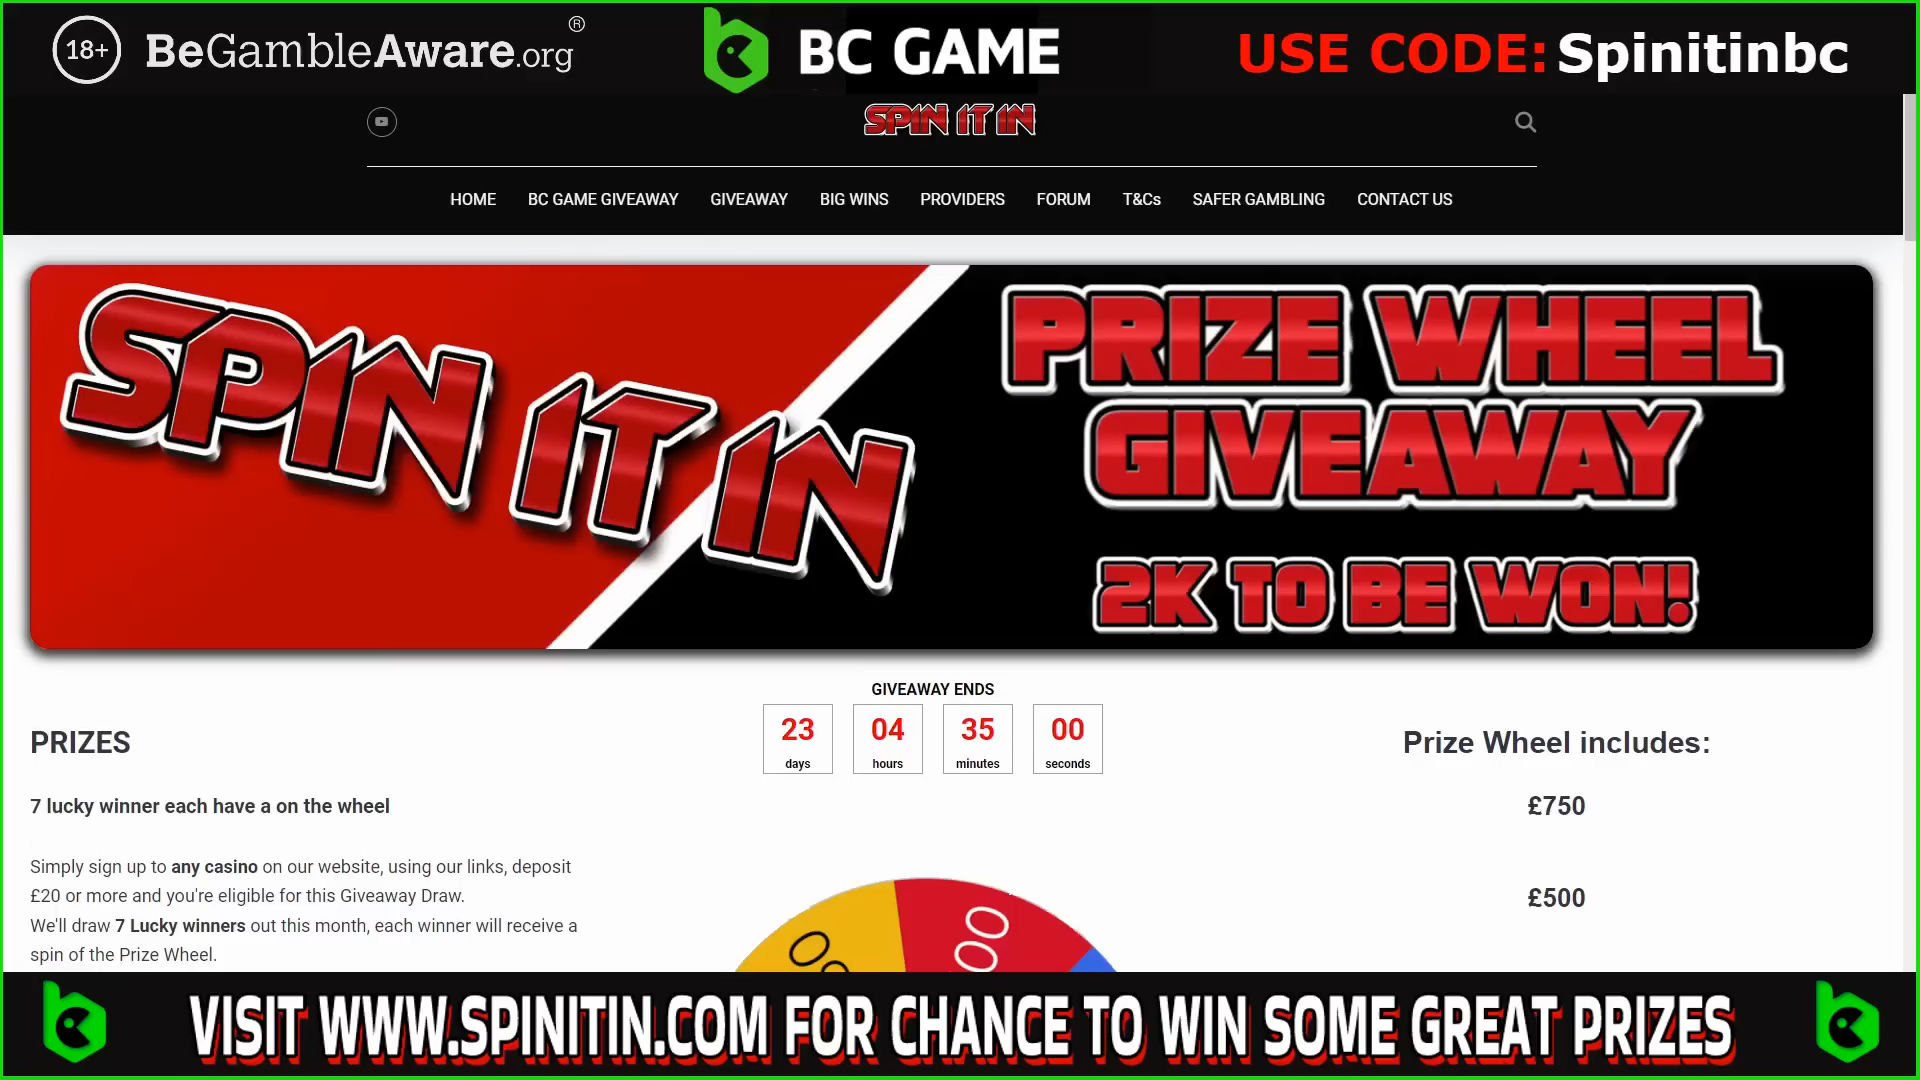 18+ BeGambleAware.org®
BC GAME
USE CODE: Spinitinbc
SPIN IT IN
HOME BC GAME GIVEAWAY GIVEAWAY BIG WINS PROVIDERS FORUM T&Cs SAFER GAMBLING CONTACT US
SPIN IT IN
PRIZE WHEEL
GIVEAWAY
2K TO BE WON!
GIVEAWAY ENDS
23 04 35 00
days hours minutes seconds
PRIZES
7 lucky winner each have a on the wheel
Simply sign up to any casino on our website, using our links, deposit
£20 or more and you're eligible for this Giveaway Draw.
We'll draw 7 Lucky winners out this month, each winner will receive a
spin of the Prize Wheel.
Prize Wheel includes:
£750
£500
VISIT WWW.SPINITIN.COM FOR CHANCE TO WIN SOME GREAT PRIZES